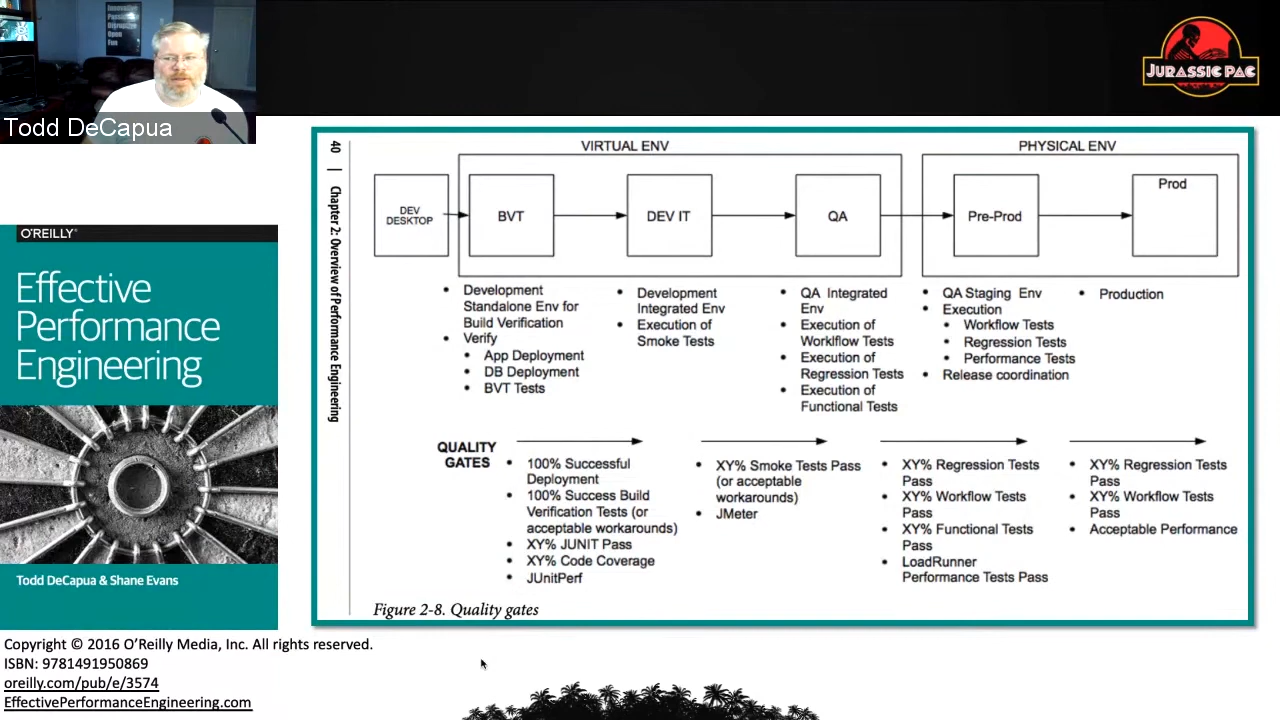 Innovative
Passionate
Disruptive
Open
Fun
Todd DeCapua
JURASSIC PAC
O'REILLY®
Effective
Performance
Engineering
Todd DeCapua & Shane Evans
Copyright © 2016 O'Reilly Media, Inc. All rights reserved.
ISBN: 9781491950869
oreilly.com/pub/e/3574
EffectivePerformanceEngineering.com
40 | Chapter 2: Overview of Performance Engineering
VIRTUAL ENV
PHYSICAL ENV
DEV
DESKTOP
BVT
DEV IT
QA
Pre-Prod
Prod
• Development
Standalone Env for
Build Verification
• Verify
• App Deployment
• DB Deployment
• BVT Tests
• Development
Integrated Env
• Execution of
Smoke Tests
• QA Integrated
Env
• Execution of
Workflow Tests
• Execution of
Regression Tests
• Execution of
Functional Tests
• QA Staging Env
• Execution
• Workflow Tests
• Regression Tests
• Performance Tests
• Release coordination
• Production
QUALITY
GATES
• 100% Successful
Deployment
• 100% Success Build
Verification Tests (or
acceptable workarounds)
• XY% JUNIT Pass
• XY% Code Coverage
• JUnitPerf
• XY% Smoke Tests Pass
(or acceptable
workarounds)
• JMeter
• XY% Regression Tests
Pass
• XY% Workflow Tests
Pass
• XY% Functional Tests
Pass
• LoadRunner
Performance Tests Pass
• XY% Regression Tests
Pass
• XY% Workflow Tests
Pass
• Acceptable Performance
Figure 2-8. Quality gates